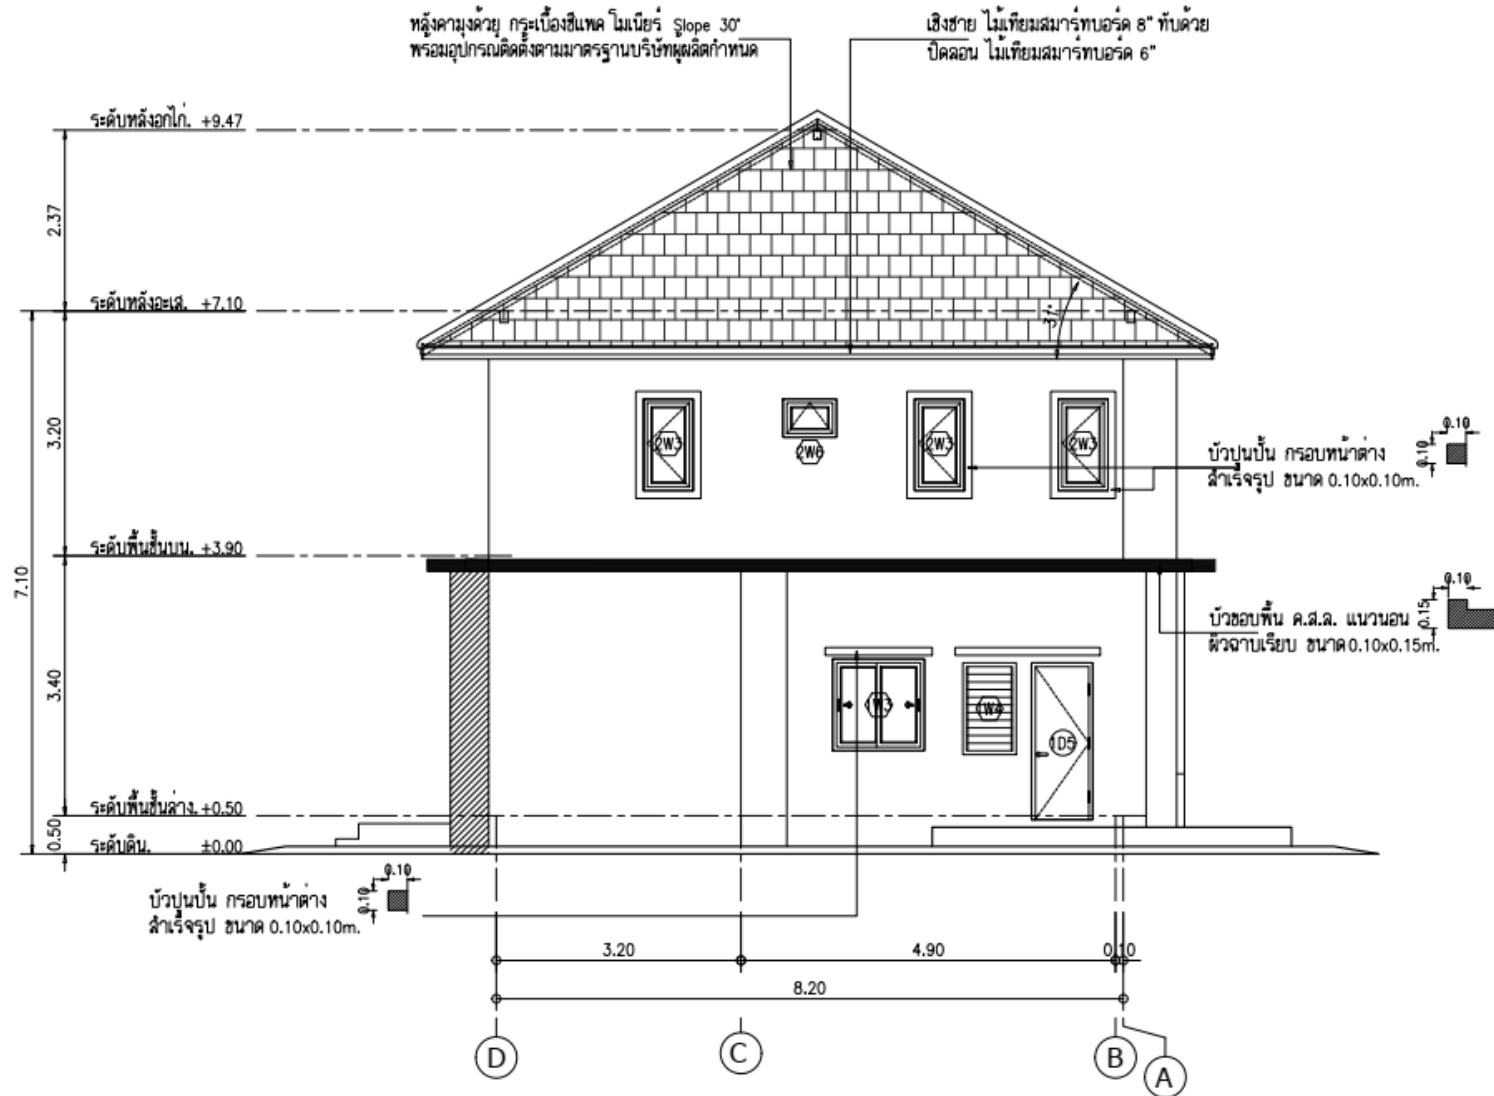 หลังคามุงด้วย กระเบื้องซีแพค โมเนียร์ Slope 30°
พร้อมอุปกรณ์ติดตั้งตามมาตรฐานบริษัทผู้ผลิตกำหนด
เชิงชาย ไม้เทียมสมาร์ทบอร์ด 8" ทับด้วย
ปิดลอน ไม้เทียมสมาร์ทบอร์ด 6"
ระดับหลังอกไก่. +9.47
2.37
ระดับหลังอะเส. +7.10
3.20
2W3
2W6
2W3
2W3
บัวปูนปั้น กรอบหน้าต่าง
สำเร็จรูป ขนาด 0.10x0.10m.
0.10
0.10
ระดับพื้นชั้นบน. +3.90
7.10
3.40
1W3
1W4
1D5
บัวขอบพื้น ค.ส.ล. แนวนอน
ผิวฉาบเรียบ ขนาด 0.10x0.15m.
0.10
0.15
ระดับพื้นชั้นล่าง. +0.50
0.50
ระดับดิน. ±0.00
บัวปูนปั้น กรอบหน้าต่าง
สำเร็จรูป ขนาด 0.10x0.10m.
0.10
0.10
3.20 4.90 0.10
8.20
D C B A